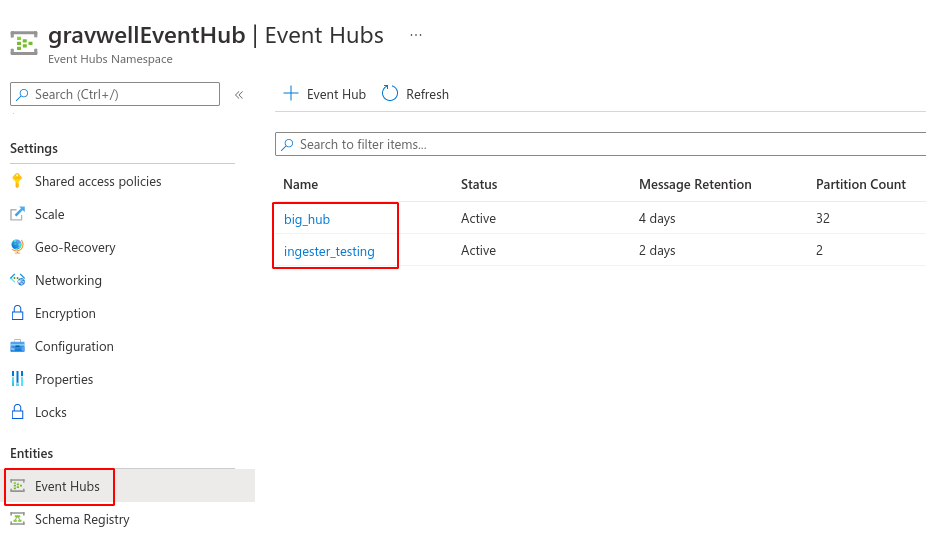 gravwellEventHub | Event Hubs ...
Event Hubs Namespace
Search (Ctrl+/) «
Settings
Shared access policies
Scale
Geo-Recovery
Networking
Encryption
Configuration
Properties
Locks
Entities
Event Hubs
Schema Registry
Event Hub Refresh
Search to filter items...
Name Status Message Retention Partition Count
big_hub Active 4 days 32
ingester_testing Active 2 days 2